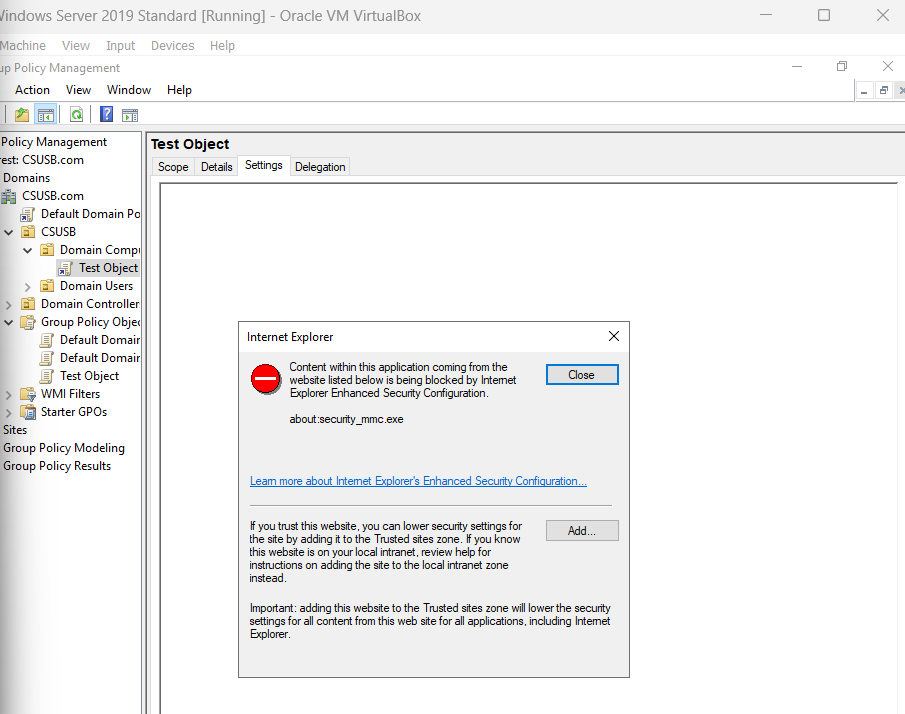 Windows Server 2019 Standard [Running] - Oracle VM VirtualBox
Machine View Input Devices Help
up Policy Management
Action View Window Help
Policy Management
rest: CSUSB.com
Domains
CSUSB.com
Default Domain Po
CSUSB
Domain Compu
Test Object
Domain Users
Domain Controller
Group Policy Objec
Default Domain
Default Domain
Test Object
WMI Filters
Starter GPOs
Sites
Group Policy Modeling
Group Policy Results
Test Object
Scope Details Settings Delegation
Internet Explorer
Content within this application coming from the
website listed below is being blocked by Internet
Explorer Enhanced Security Configuration.
Close
about:security_mmc.exe
Learn more about Internet Explorer's Enhanced Security Configuration...
If you trust this website, you can lower security settings for
the site by adding it to the Trusted sites zone. If you know
this website is on your local intranet, review help for
instructions on adding the site to the local intranet zone
instead.
Add...
Important: adding this website to the Trusted sites zone will lower the security
settings for all content from this web site for all applications, including Internet
Explorer.